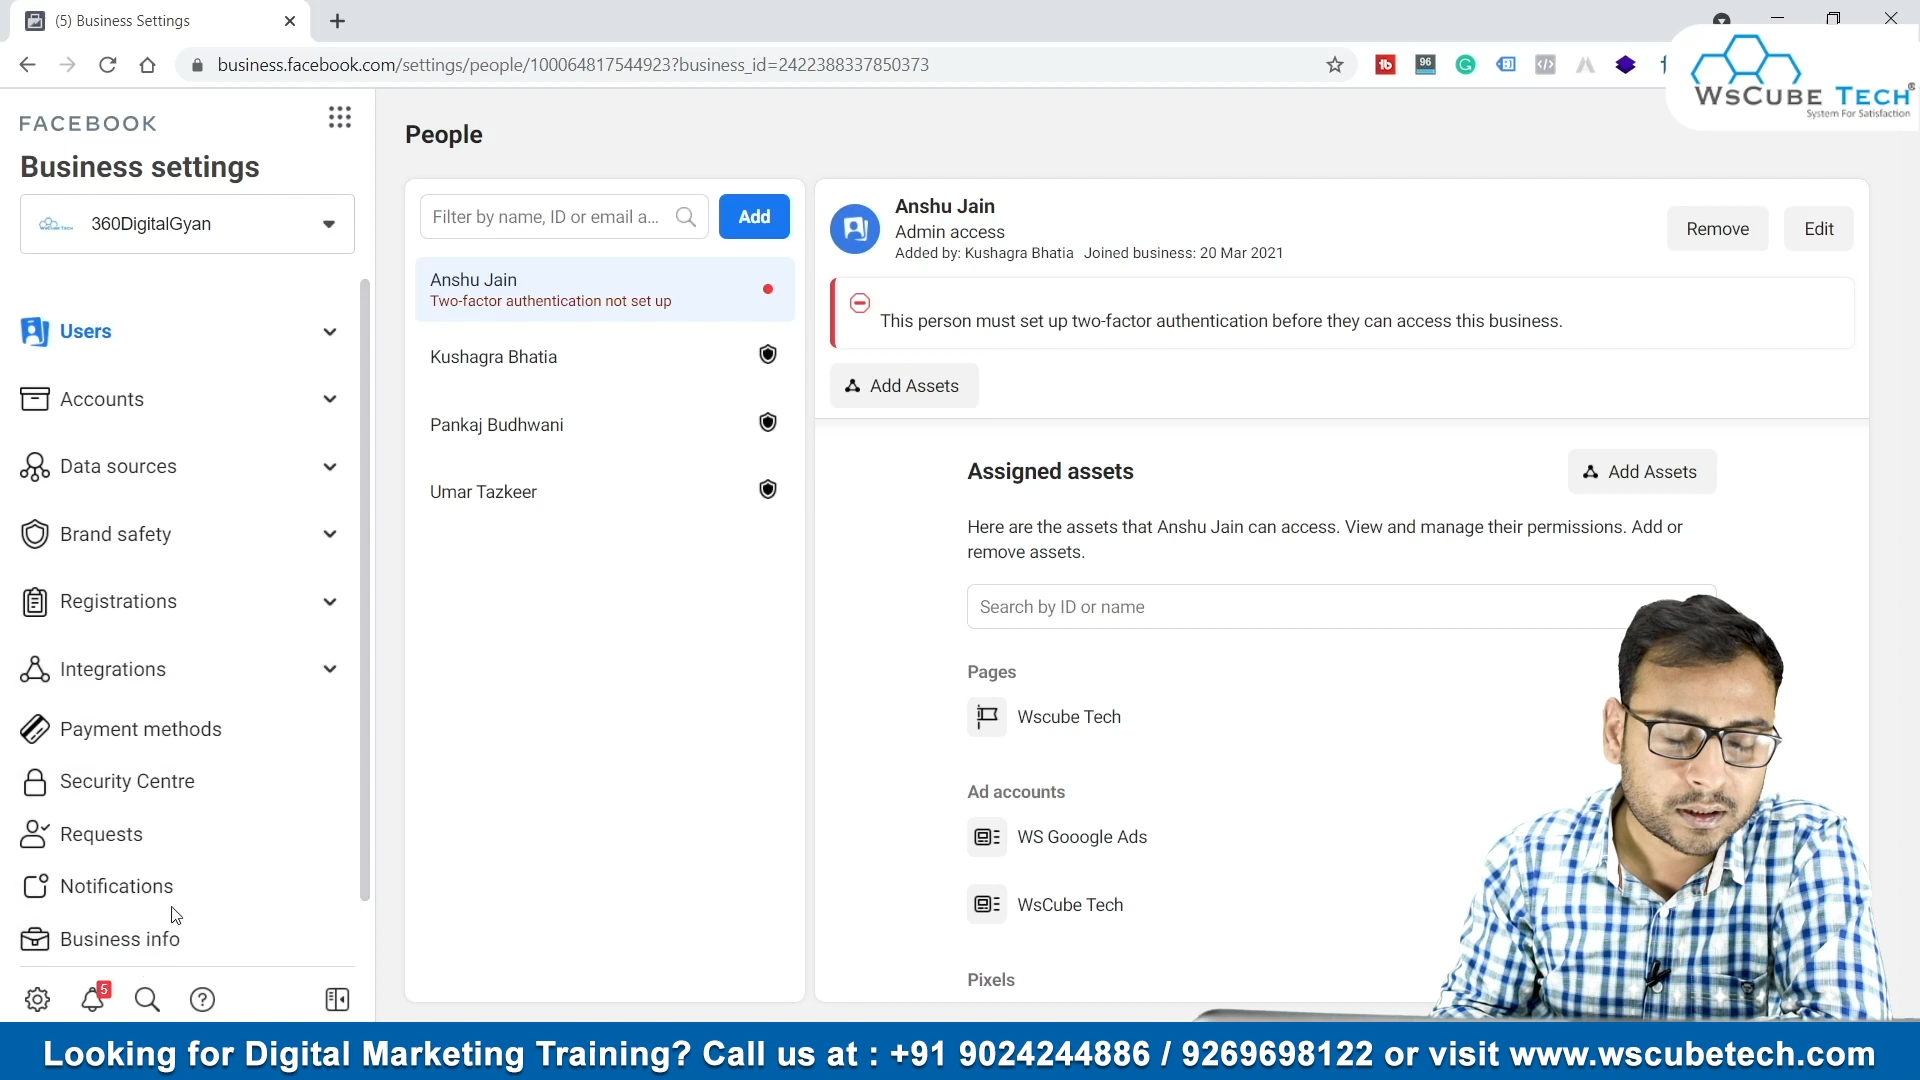 (5) Business Settings
business.facebook.com/settings/people/100064817544923?business_id=2422388337850373
96
WsCube Tech®
System For Satisfaction
FACEBOOK
Business settings
360DigitalGyan
Users
Accounts
Data sources
Brand safety
Registrations
Integrations
Payment methods
Security Centre
Requests
Notifications
Business info
5
People
Filter by name, ID or email a...
Add
Anshu Jain
Two-factor authentication not set up
Kushagra Bhatia
Pankaj Budhwani
Umar Tazkeer
Anshu Jain
Admin access
Added by: Kushagra Bhatia Joined business: 20 Mar 2021
Remove
Edit
This person must set up two-factor authentication before they can access this business.
Add Assets
Assigned assets
Add Assets
Here are the assets that Anshu Jain can access. View and manage their permissions. Add or
remove assets.
Search by ID or name
Pages
Wscube Tech
Ad accounts
WS Gooogle Ads
WsCube Tech
Pixels
Looking for Digital Marketing Training? Call us at : +91 9024244886 / 9269698122 or visit www.wscubetech.com